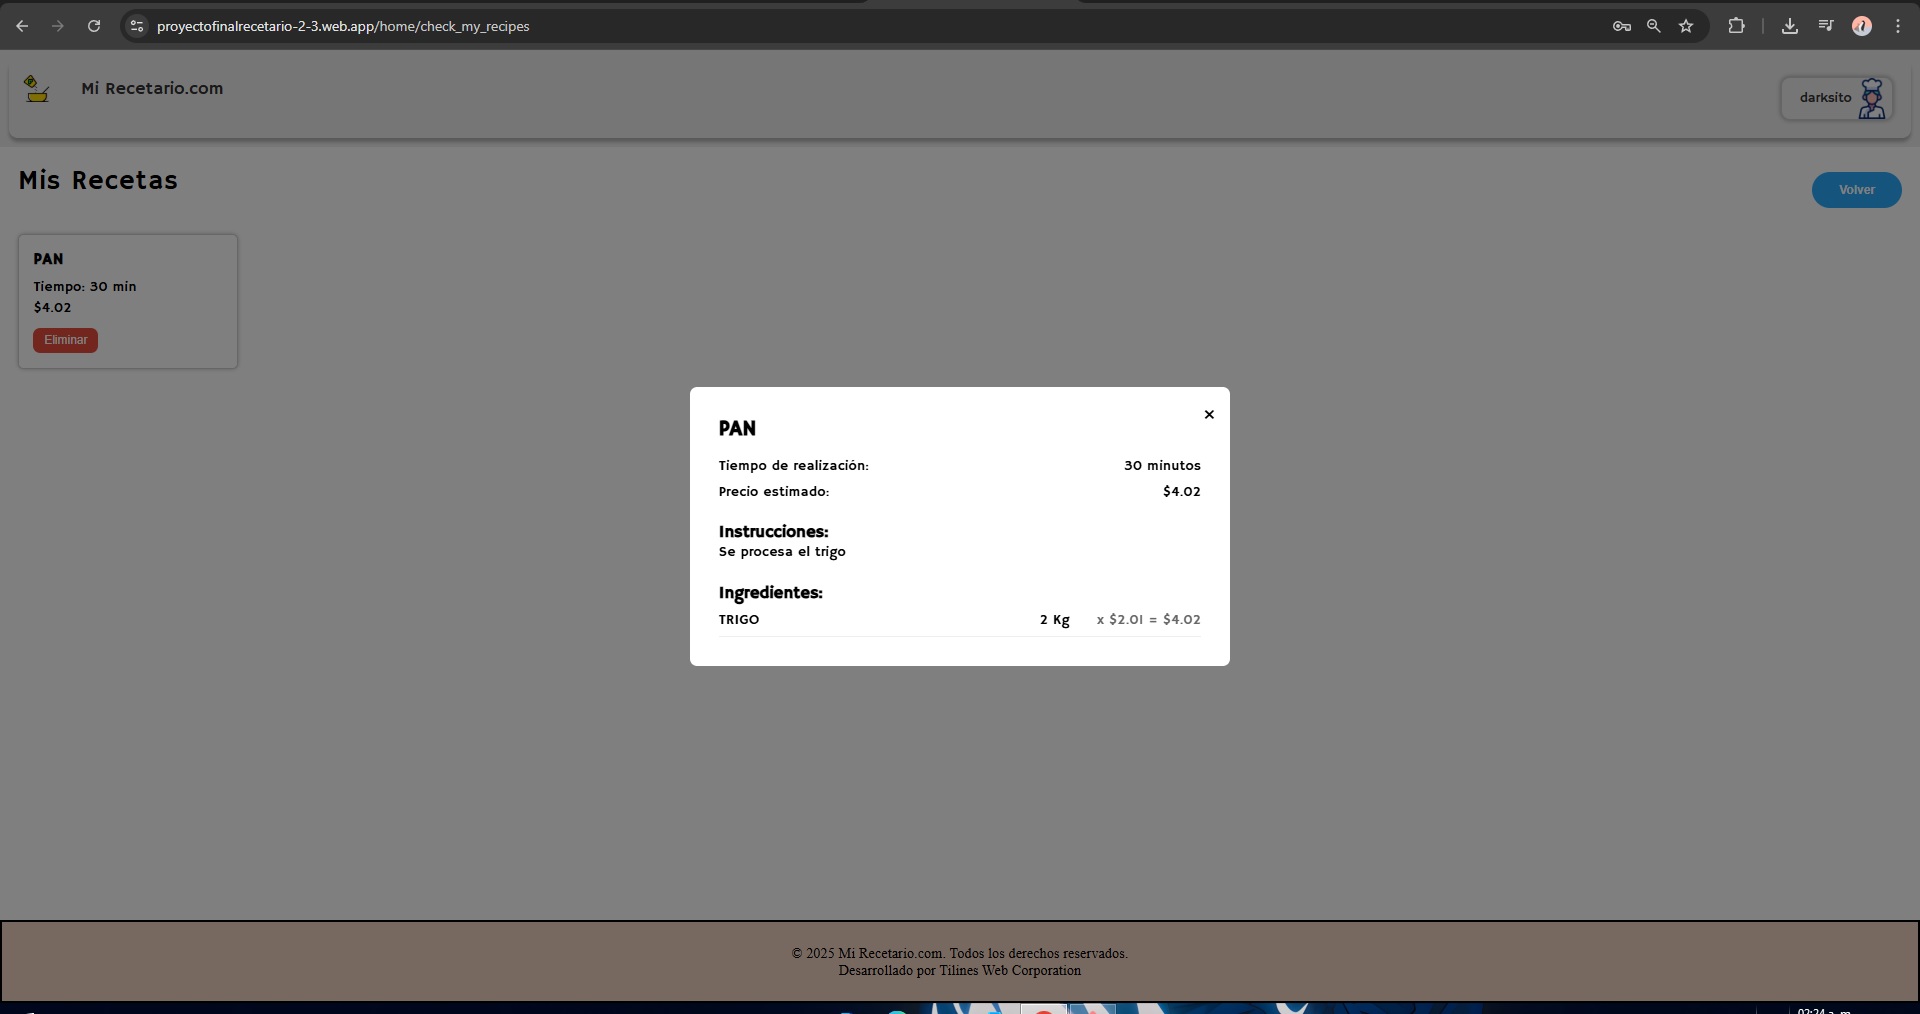 proyectofinalrecetario-2-3.web.app/home/check_my_recipes
Mi Recetario.com
darksito
Mis Recetas
Volver
PAN
Tiempo: 30 min
$4.02
Eliminar
×
PAN
Tiempo de realización: 30 minutos
Precio estimado: $4.02
Instrucciones:
Se procesa el trigo
Ingredientes:
TRIGO 2 Kg x $2.01 = $4.02
© 2025 Mi Recetario.com. Todos los derechos reservados.
Desarrollado por Tilines Web Corporation